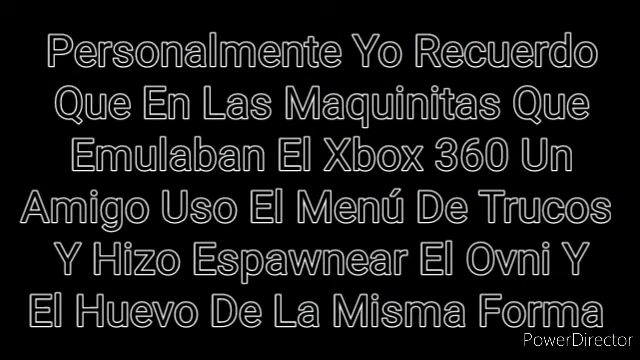 Personalmente Yo Recuerdo
Que En Las Maquinitas Que
Emulaban El Xbox 360 Un
Amigo Uso El Menú De Trucos
Y Hizo Espawnear El Ovni Y
El Huevo De La Misma Forma
PowerDirector